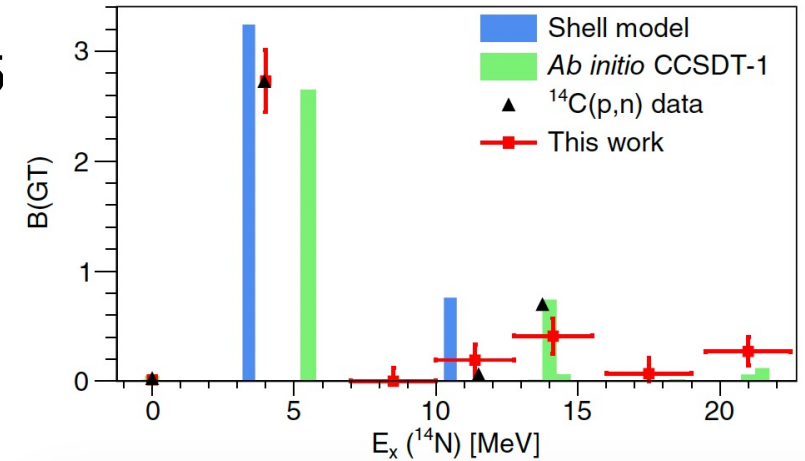 Shell model
Ab initio CCSDT-1
¹⁴C(p,n) data
This work
B(GT)
3
2
1
0
0 5 10 15 20
Eₓ (¹⁴N) [MeV]